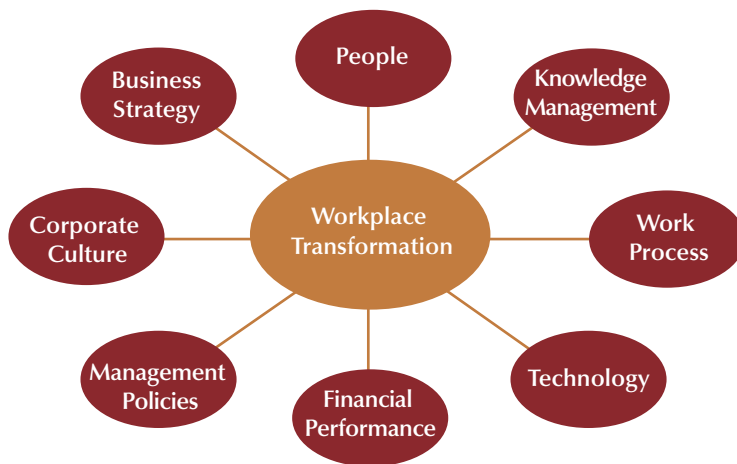 People
Business
Strategy
Knowledge
Management
Workplace
Transformation
Corporate
Culture
Work
Process
Management
Policies
Financial
Performance
Technology